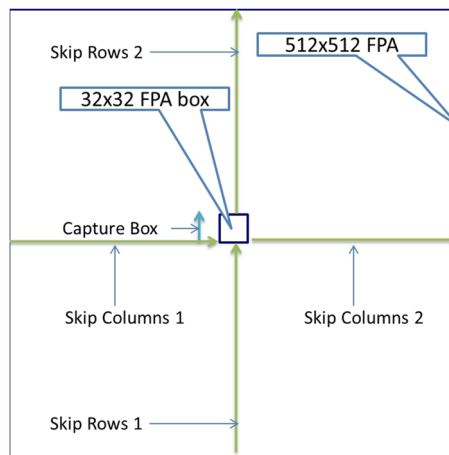 Skip Rows 2
512x512 FPA
32x32 FPA box
Capture Box
Skip Columns 1
Skip Columns 2
Skip Rows 1